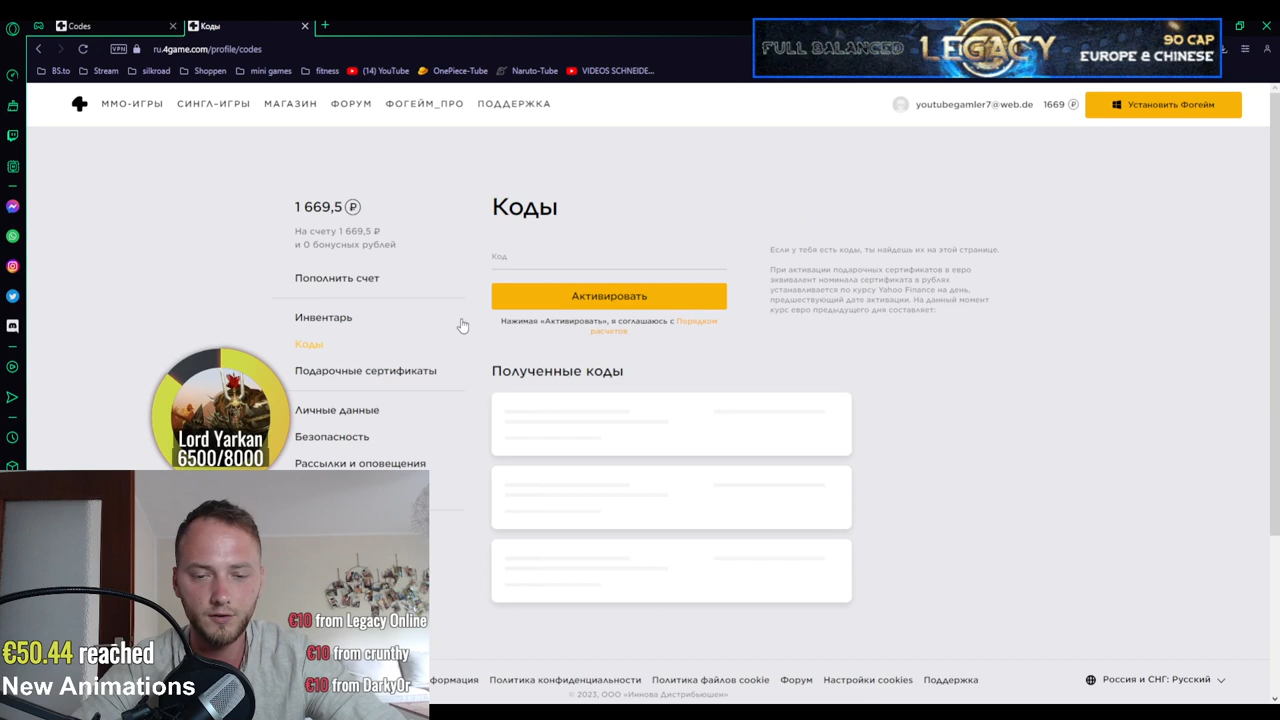 Codes
Коды
VPN
ru.4game.com/profile/codes
FULL BALANCED
LEGACY
90 CAP
EUROPE & CHINESE
BS.to
Stream
silkroad
Shoppen
mini games
fitness
(14) YouTube
OnePiece-Tube
Naruto-Tube
VIDEOS SCHNEIDE...
ММО-ИГРЫ
СИНГЛ-ИГРЫ
МАГАЗИН
ФОРУМ
ФОГЕЙМ_ПРО
ПОДДЕРЖКА
youtubegamler7@web.de
1669 ₽
Установить Фогейм
1 669,5 ₽
На счету 1 669,5 ₽
и 0 бонусных рублей
Пополнить счет
Инвентарь
Коды
Подарочные сертификаты
Личные данные
Безопасность
Рассылки и оповещения
Коды
Код
Активировать
Нажимая «Активировать», я соглашаюсь с Порядком
расчетов
Если у тебя есть коды, ты найдешь их на этой странице.
При активации подарочных сертификатов в евро
эквивалент номинала сертификата в рублях
устанавливается по курсу Yahoo Finance на день,
предшествующий дате активации. На данный момент
курс евро предыдущего дня составляет:
Полученные коды
Lord Yarkan
6500/8000
€10 from Legacy Online
€10 from crunthy
€10 from DarkyOr
€50.44 reached
New Animations
формация
Политика конфиденциальности
Политика файлов cookie
Форум
Настройки cookies
Поддержка
© 2023, ООО «Иннова Дистрибьюшен»
Россия и СНГ: Русский